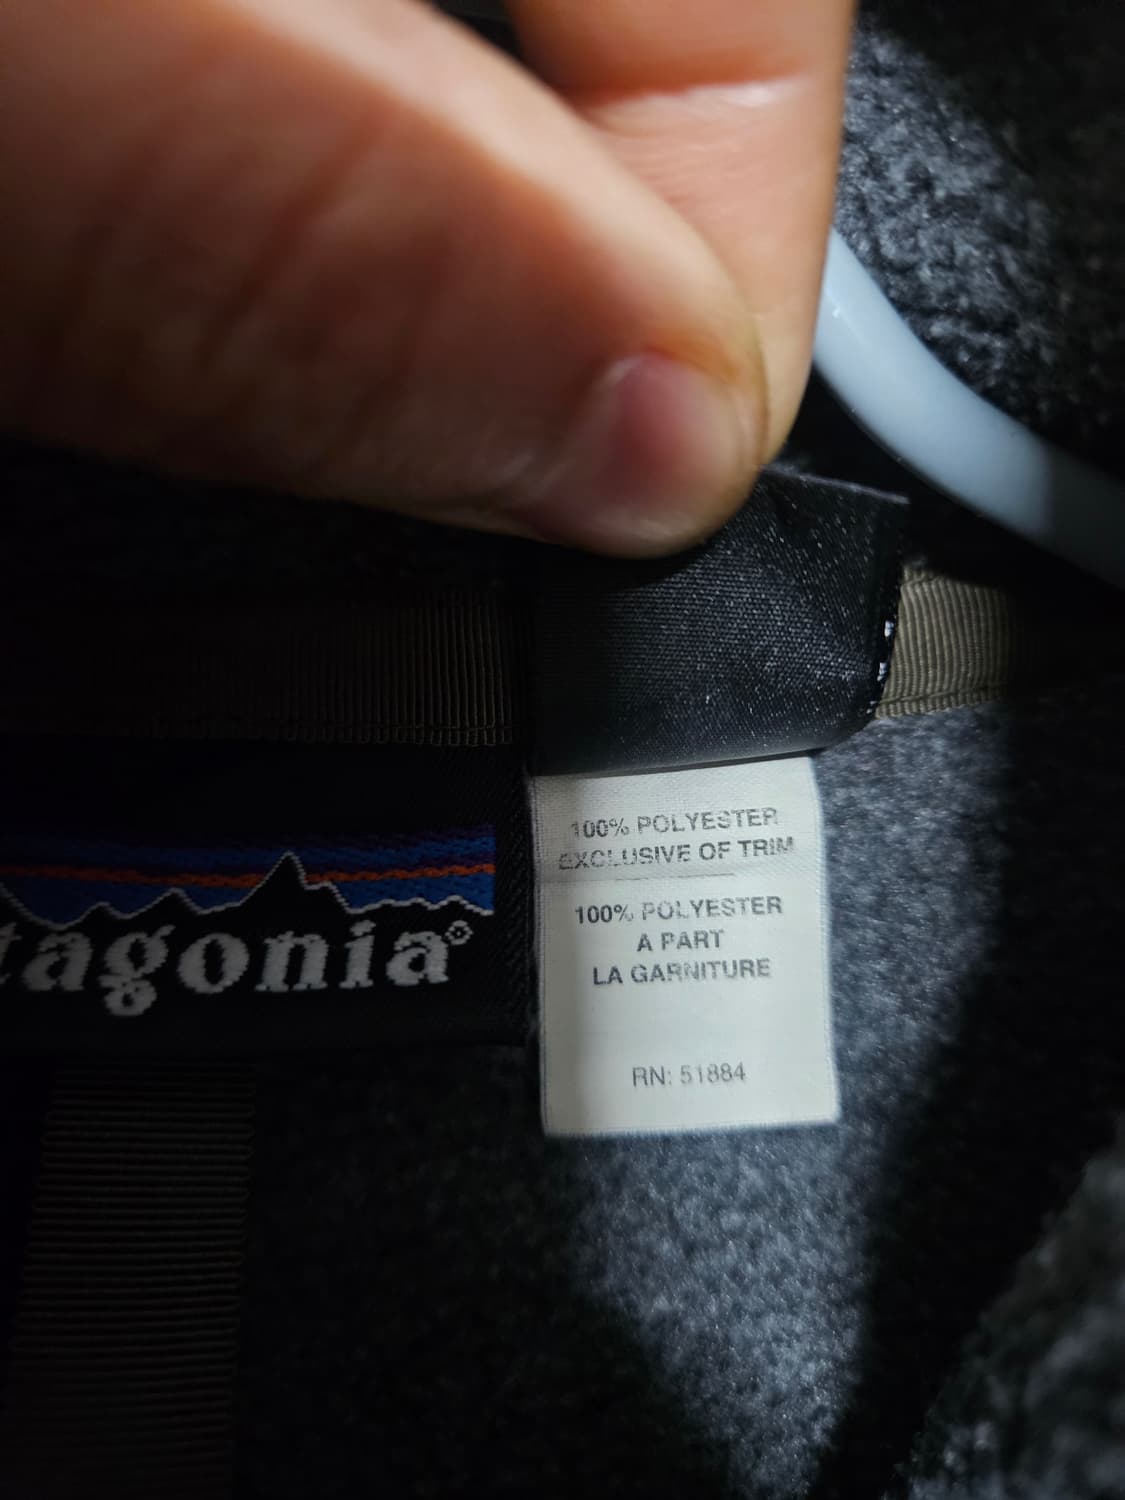 100% POLYESTER
EXCLUSIVE OF TRIM
100% POLYESTER
A PART
LA GARNITURE
tagonia®
RN: 51884